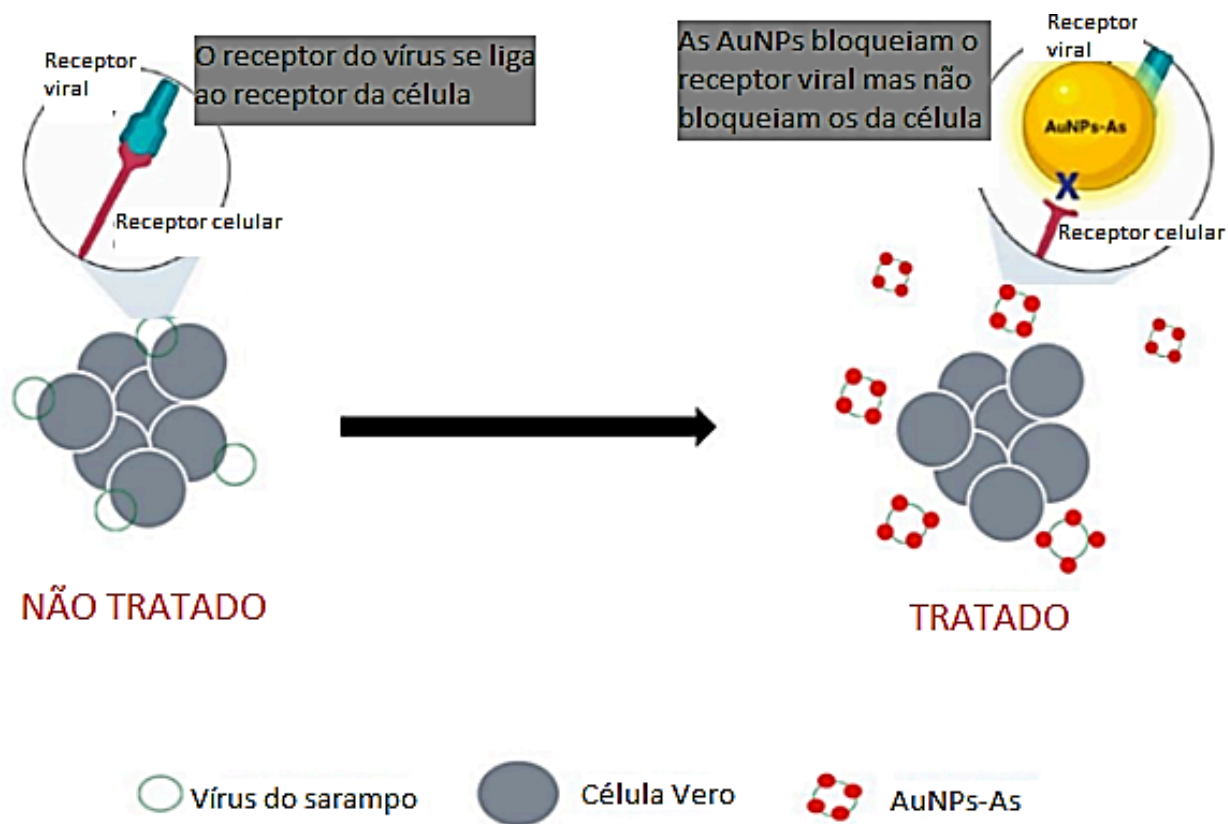 Receptor
viral
O receptor do vírus se liga
ao receptor da célula
Receptor celular
As AuNPs bloqueiam o
receptor viral mas não
bloqueiam os da célula
Receptor
viral
AuNPs-As
X
Receptor celular
NÃO TRATADO
TRATADO
Vírus do sarampo
Célula Vero
AuNPs-As